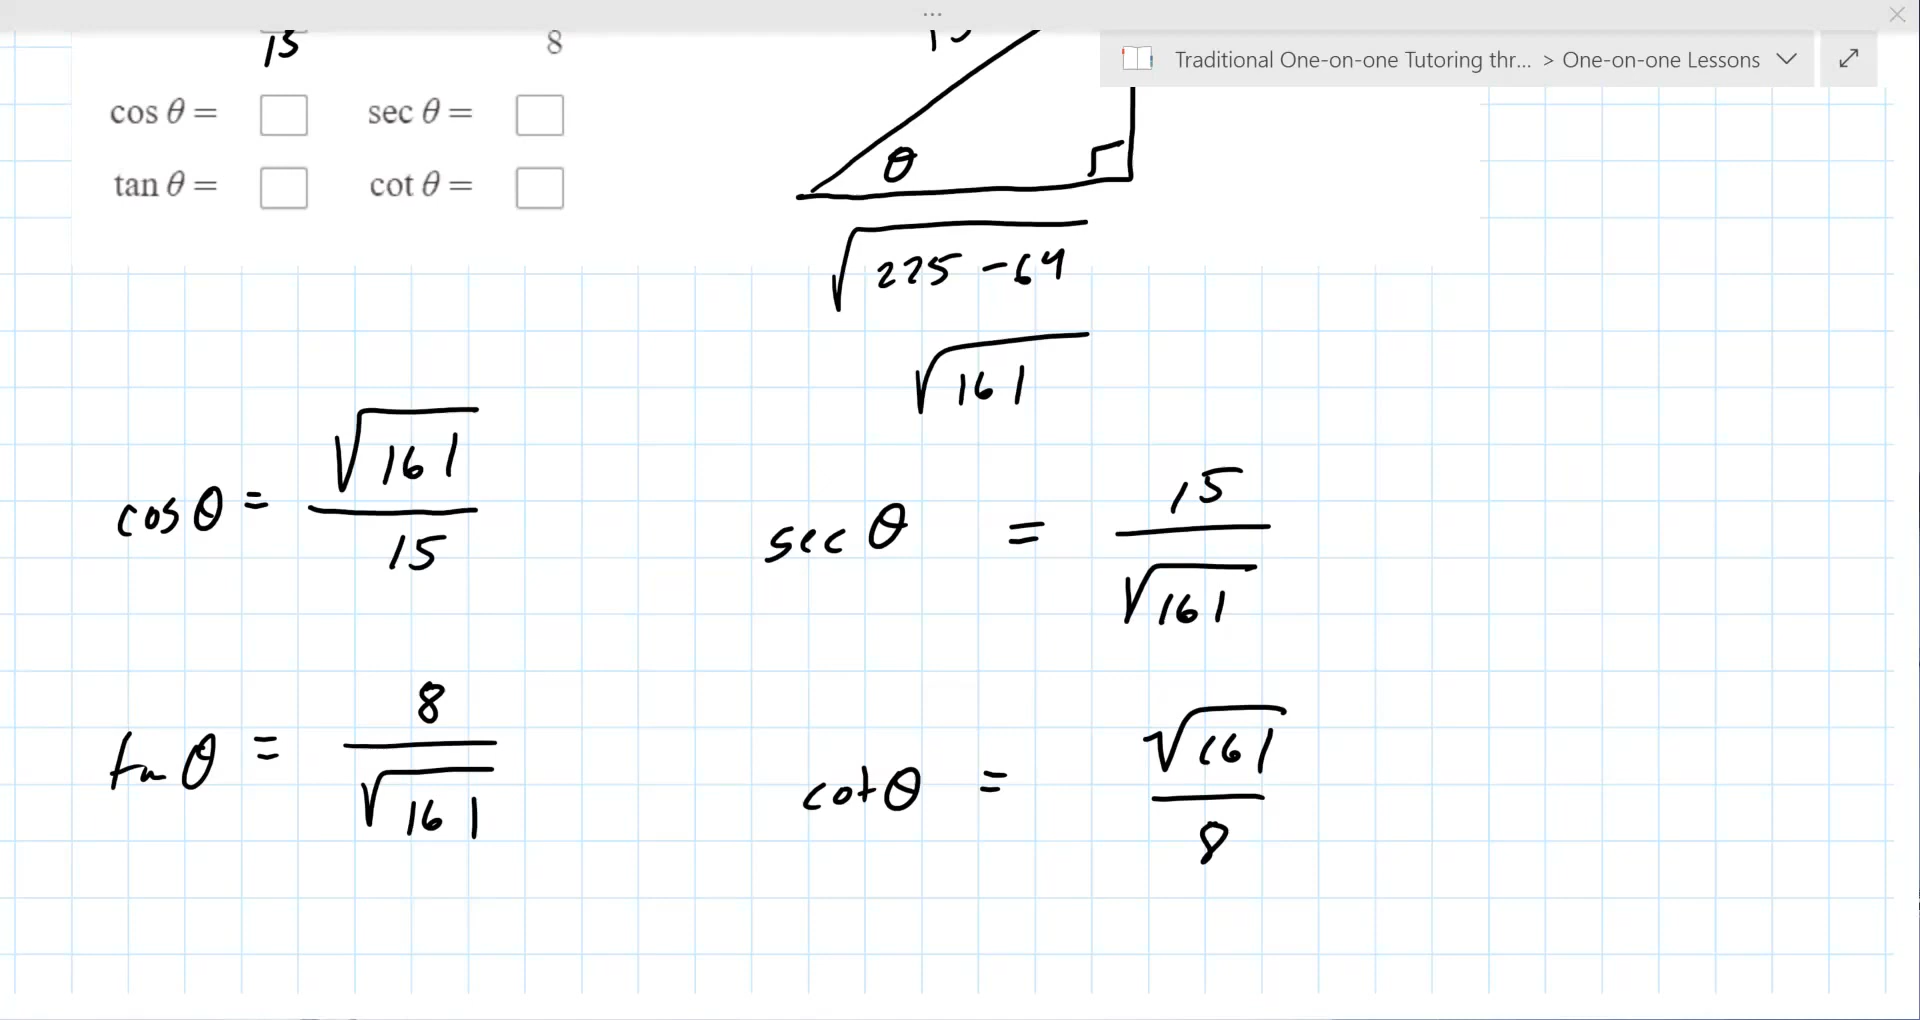 ...
Traditional One-on-one Tutoring thr... > One-on-one Lessons
15 8
cos θ = sec θ =
tan θ = cot θ =
θ
√225 - 64
√161
cos θ = √161 / 15
sec θ = 15 / √161
tan θ = 8 / √161
cot θ = √161 / 8